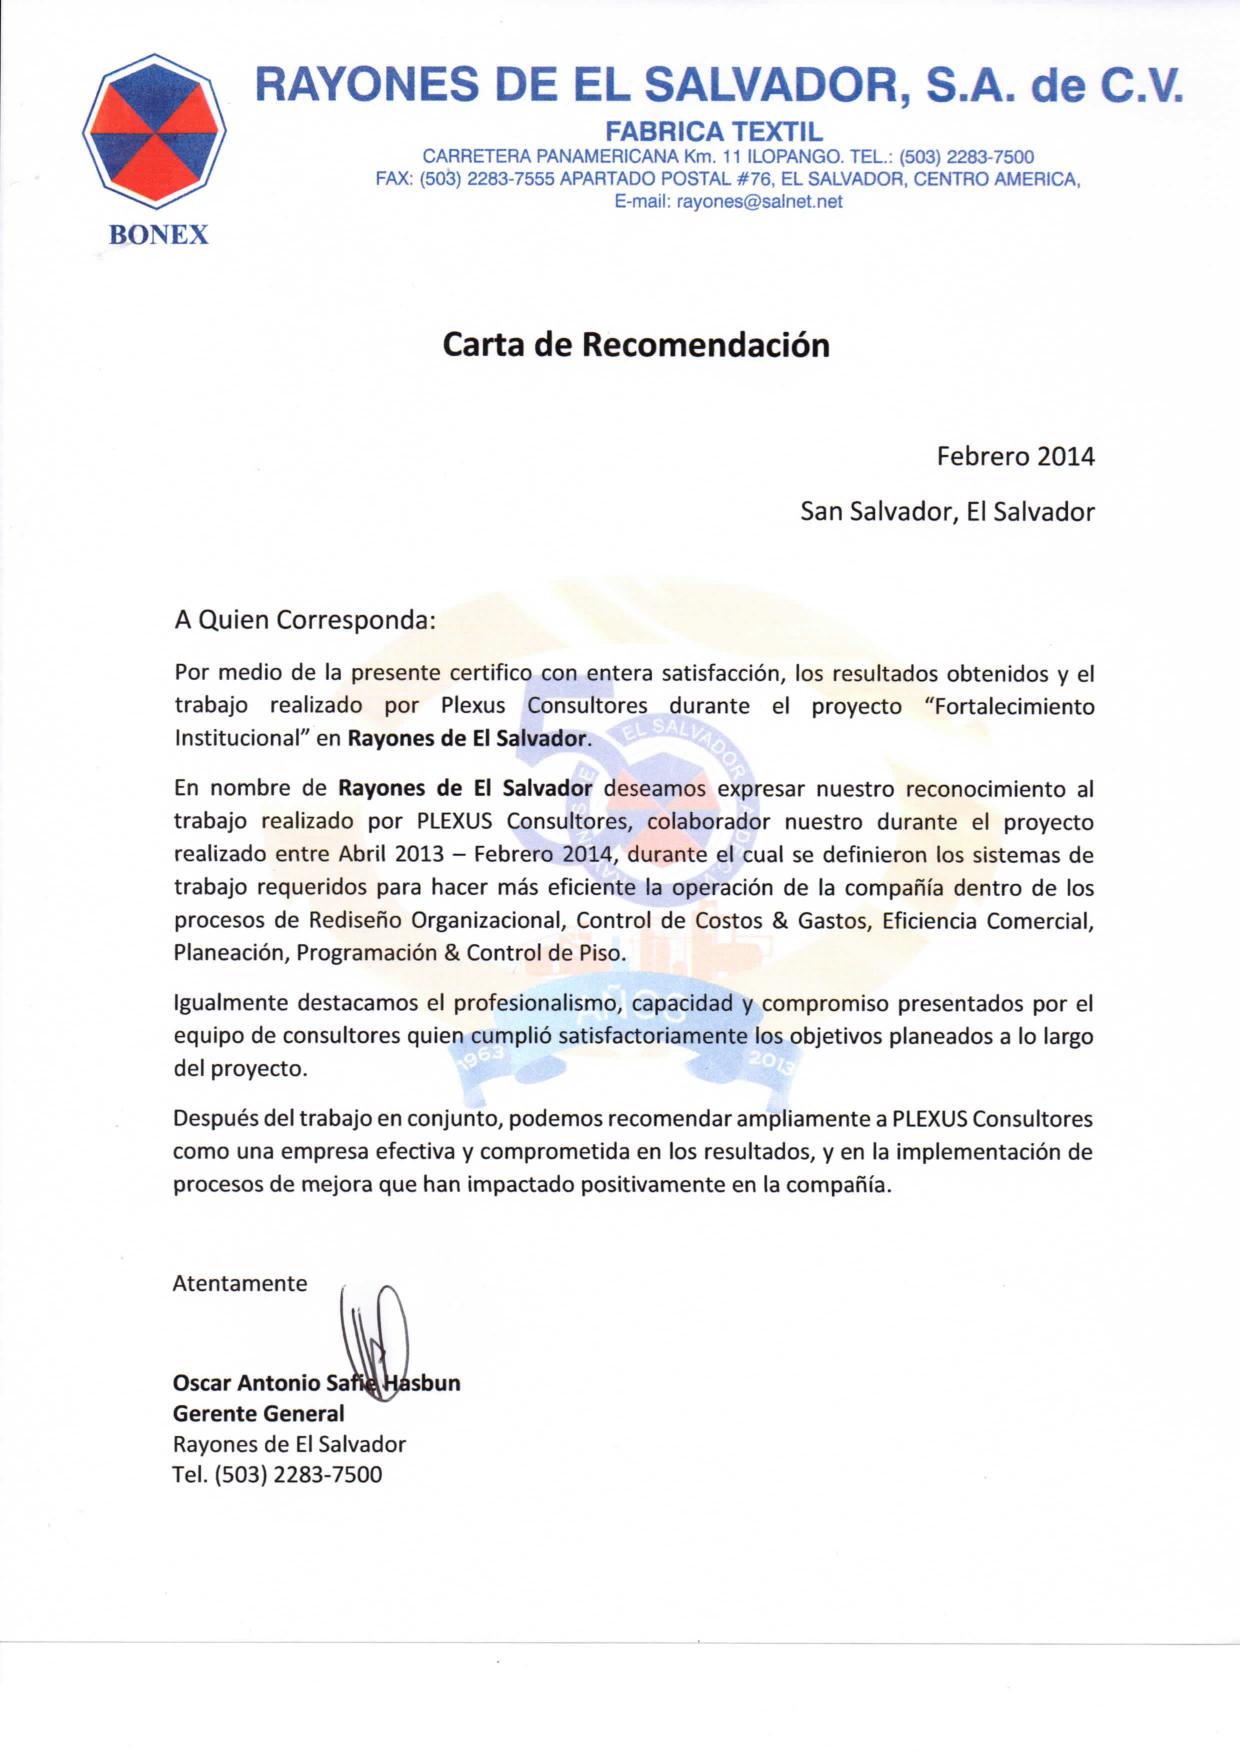 RAYONES DE EL SALVADOR, S.A. de C.V.
FABRICA TEXTIL
CARRETERA PANAMERICANA Km. 11 ILOPANGO. TEL.: (503) 2283-7500
FAX: (503) 2283-7555 APARTADO POSTAL #76, EL SALVADOR, CENTRO AMERICA,
E-mail: rayones@salnet.net
BONEX
Carta de Recomendación
Febrero 2014
San Salvador, El Salvador
A Quien Corresponda:
Por medio de la presente certifico con entera satisfacción, los resultados obtenidos y el
trabajo realizado por Plexus Consultores durante el proyecto “Fortalecimiento
Institucional” en Rayones de El Salvador.
En nombre de Rayones de El Salvador deseamos expresar nuestro reconocimiento al
trabajo realizado por PLEXUS Consultores, colaborador nuestro durante el proyecto
realizado entre Abril 2013 – Febrero 2014, durante el cual se definieron los sistemas de
trabajo requeridos para hacer más eficiente la operación de la compañía dentro de los
procesos de Rediseño Organizacional, Control de Costos & Gastos, Eficiencia Comercial,
Planeación, Programación & Control de Piso.
Igualmente destacamos el profesionalismo, capacidad y compromiso presentados por el
equipo de consultores quien cumplió satisfactoriamente los objetivos planeados a lo largo
del proyecto.
Después del trabajo en conjunto, podemos recomendar ampliamente a PLEXUS Consultores
como una empresa efectiva y comprometida en los resultados, y en la implementación de
procesos de mejora que han impactado positivamente en la compañía.
Atentamente
Oscar Antonio Safie Hasbun
Gerente General
Rayones de El Salvador
Tel. (503) 2283-7500
50
RAYONES DE EL SALVADOR S.A DE C.V.
AÑOS
1963
2013